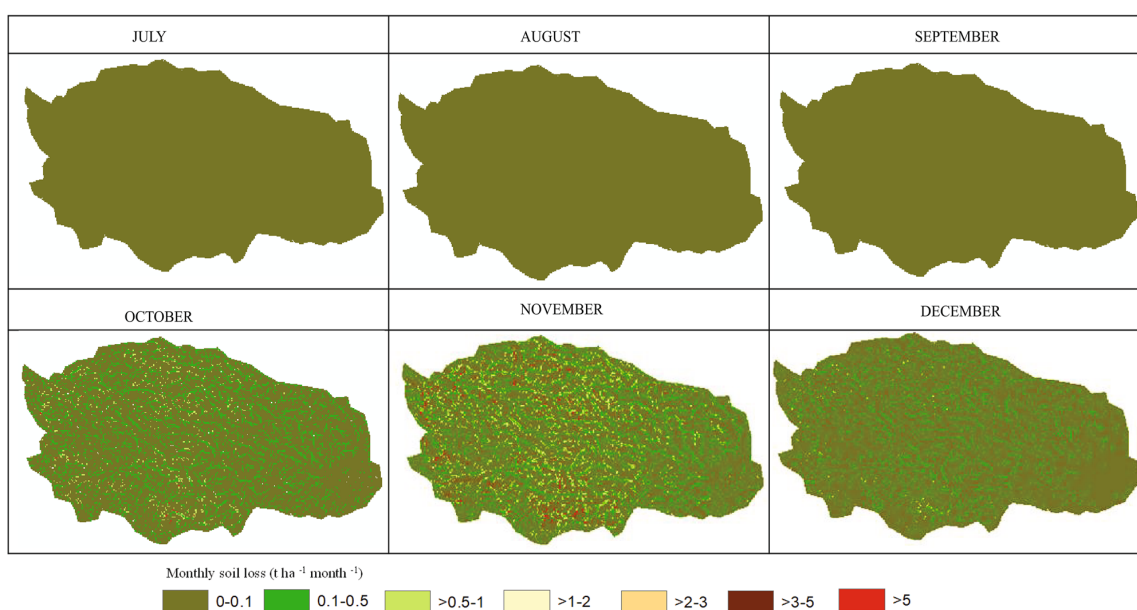 JULY
AUGUST
SEPTEMBER
OCTOBER
NOVEMBER
DECEMBER
Monthly soil loss (t ha ⁻¹ month ⁻¹)
0-0.1 0.1-0.5 >0.5-1 >1-2 >2-3 >3-5 >5